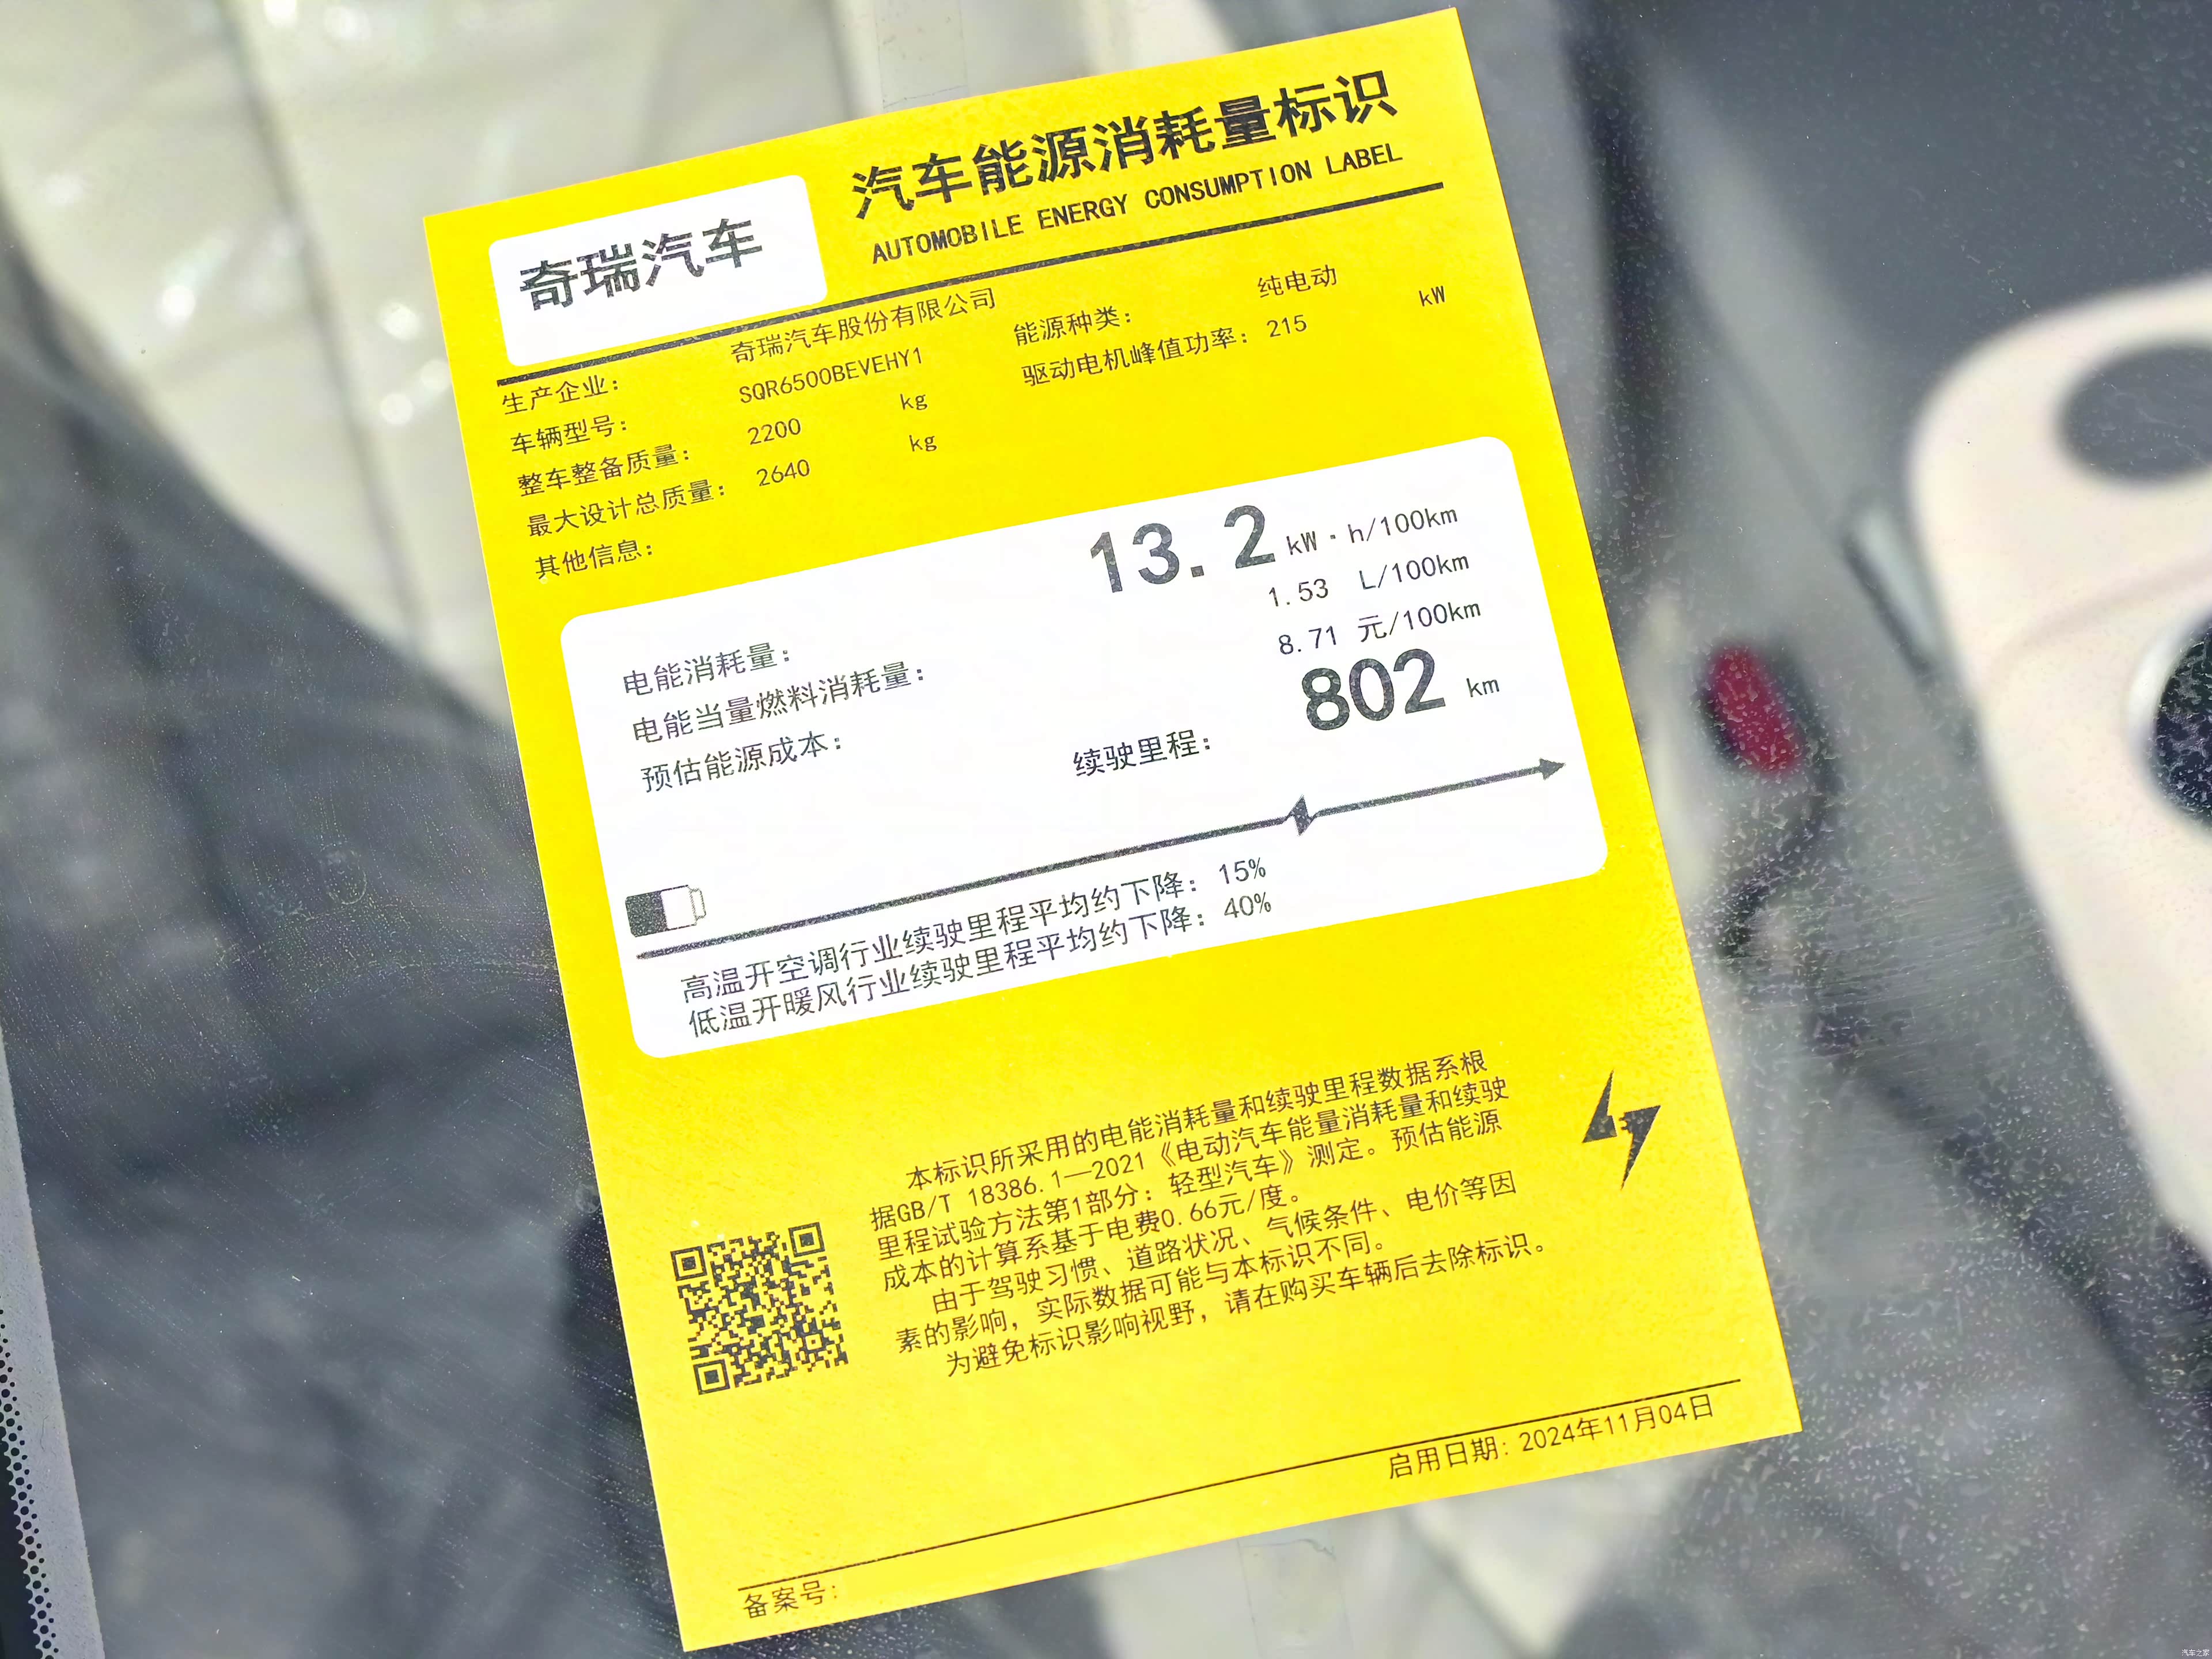 奇瑞汽车
汽车能源消耗量标识
AUTOMOBILE ENERGY CONSUMPTION LABEL
生产企业: 奇瑞汽车股份有限公司
能源种类: 纯电动
车辆型号: SQR6500BEVEHY1
驱动电机峰值功率: 215 kW
整车整备质量: 2200 kg
最大设计总质量: 2640 kg
其他信息:
电能消耗量: 13.2 kW·h/100km
电能当量燃料消耗量: 1.53 L/100km
预估能源成本: 8.71 元/100km
续驶里程: 802 km
高温开空调行业续驶里程平均约下降: 15%
低温开暖风行业续驶里程平均约下降: 40%
本标识所采用的电能消耗量和续驶里程数据系根
据GB/T 18386.1—2021《电动汽车能量消耗量和续驶
里程试验方法第1部分: 轻型汽车》测定。预估能源
成本的计算系基于电费0.66元/度。
由于驾驶习惯、道路状况、气候条件、电价等因
素的影响, 实际数据可能与本标识不同。
为避免标识影响视野, 请在购买车辆后去除标识。
启用日期: 2024年11月04日
备案号:
汽车之家